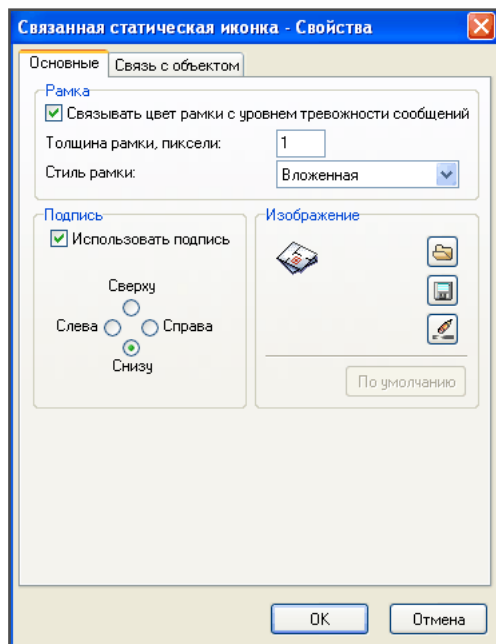 Связанная статическая иконка - Свойства
Основные Связь с объектом
Рамка
Связывать цвет рамки с уровнем тревожности сообщений
Толщина рамки, пиксели: 1
Стиль рамки: Вложенная
Подпись Изображение
Использовать подпись
Сверху
Слева Справа
Снизу
По умолчанию
OK Отмена